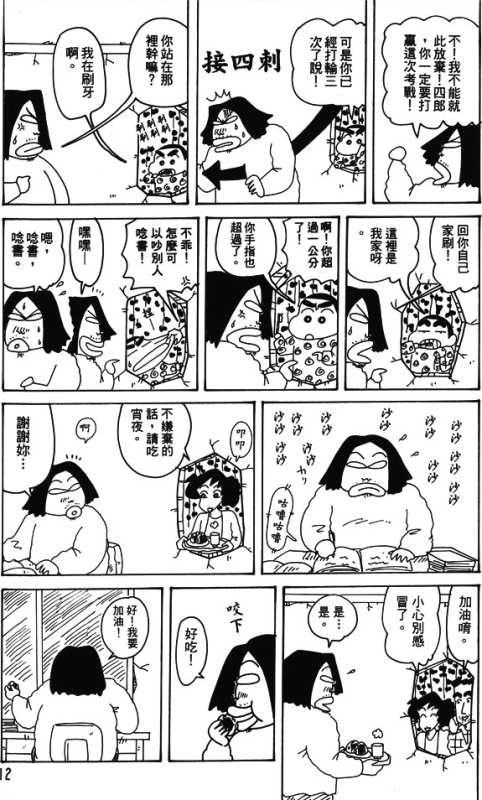 不！我不能就
此放棄！四郎
，你一定要打
贏這次考戰！
可是你已
經打輸三
次了說！
接四刺
你站在那
裡幹嘛？
我在刷牙
啊。
回你自己
家刷！
這裡是
我家呀
。
啊！你超
過一公分
了！
你手指也
超過了。
不乖！
怎麼可
以吵別人
唸書！
嘿嘿…
嗯，
唸書，
唸書。
沙沙
沙沙
沙沙
沙沙
沙沙
沙沙
沙沙
沙沙
咕嚕咕嚕
叩叩
不嫌棄的
話，請吃
宵夜。
啊
謝謝妳…
加油唷。
小心別感
冒了。
是…
是。
咬下
好吃！
好！我要
加油！
12